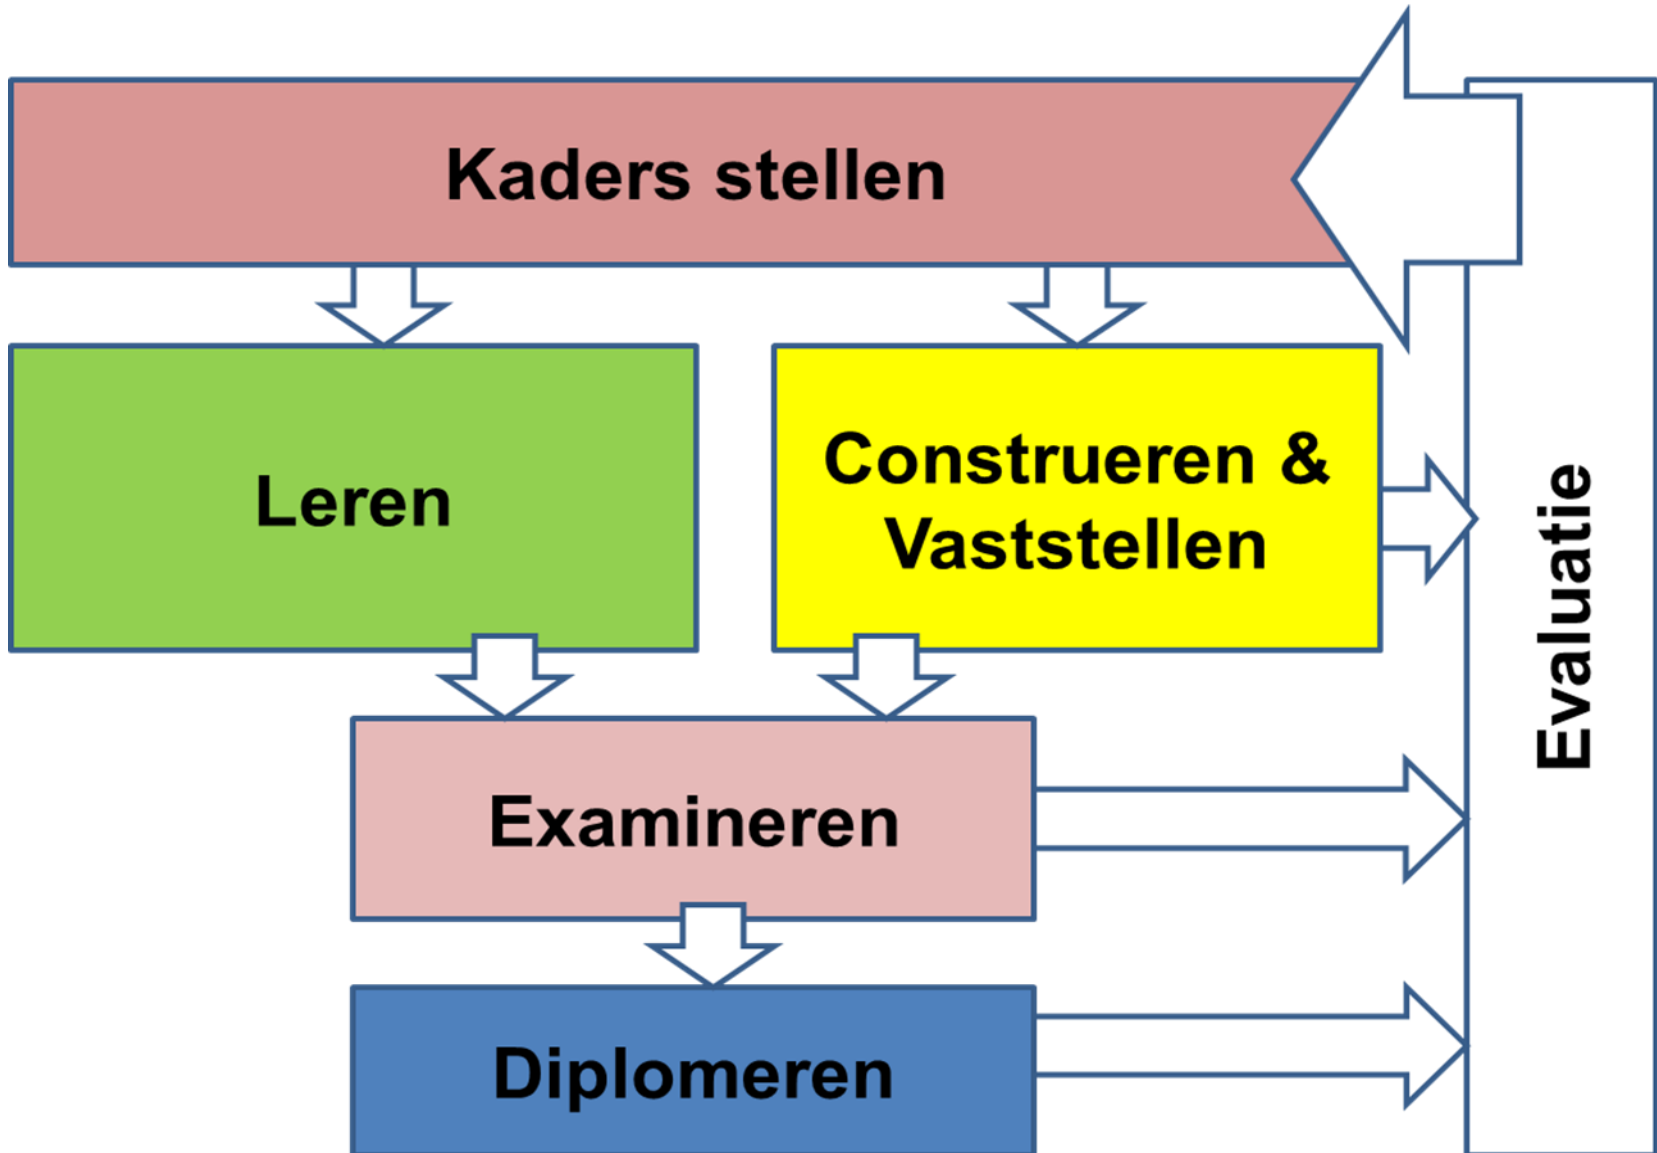 Kaders stellen
Leren
Construeren &
Vaststellen
Evaluatie
Examineren
Diplomeren